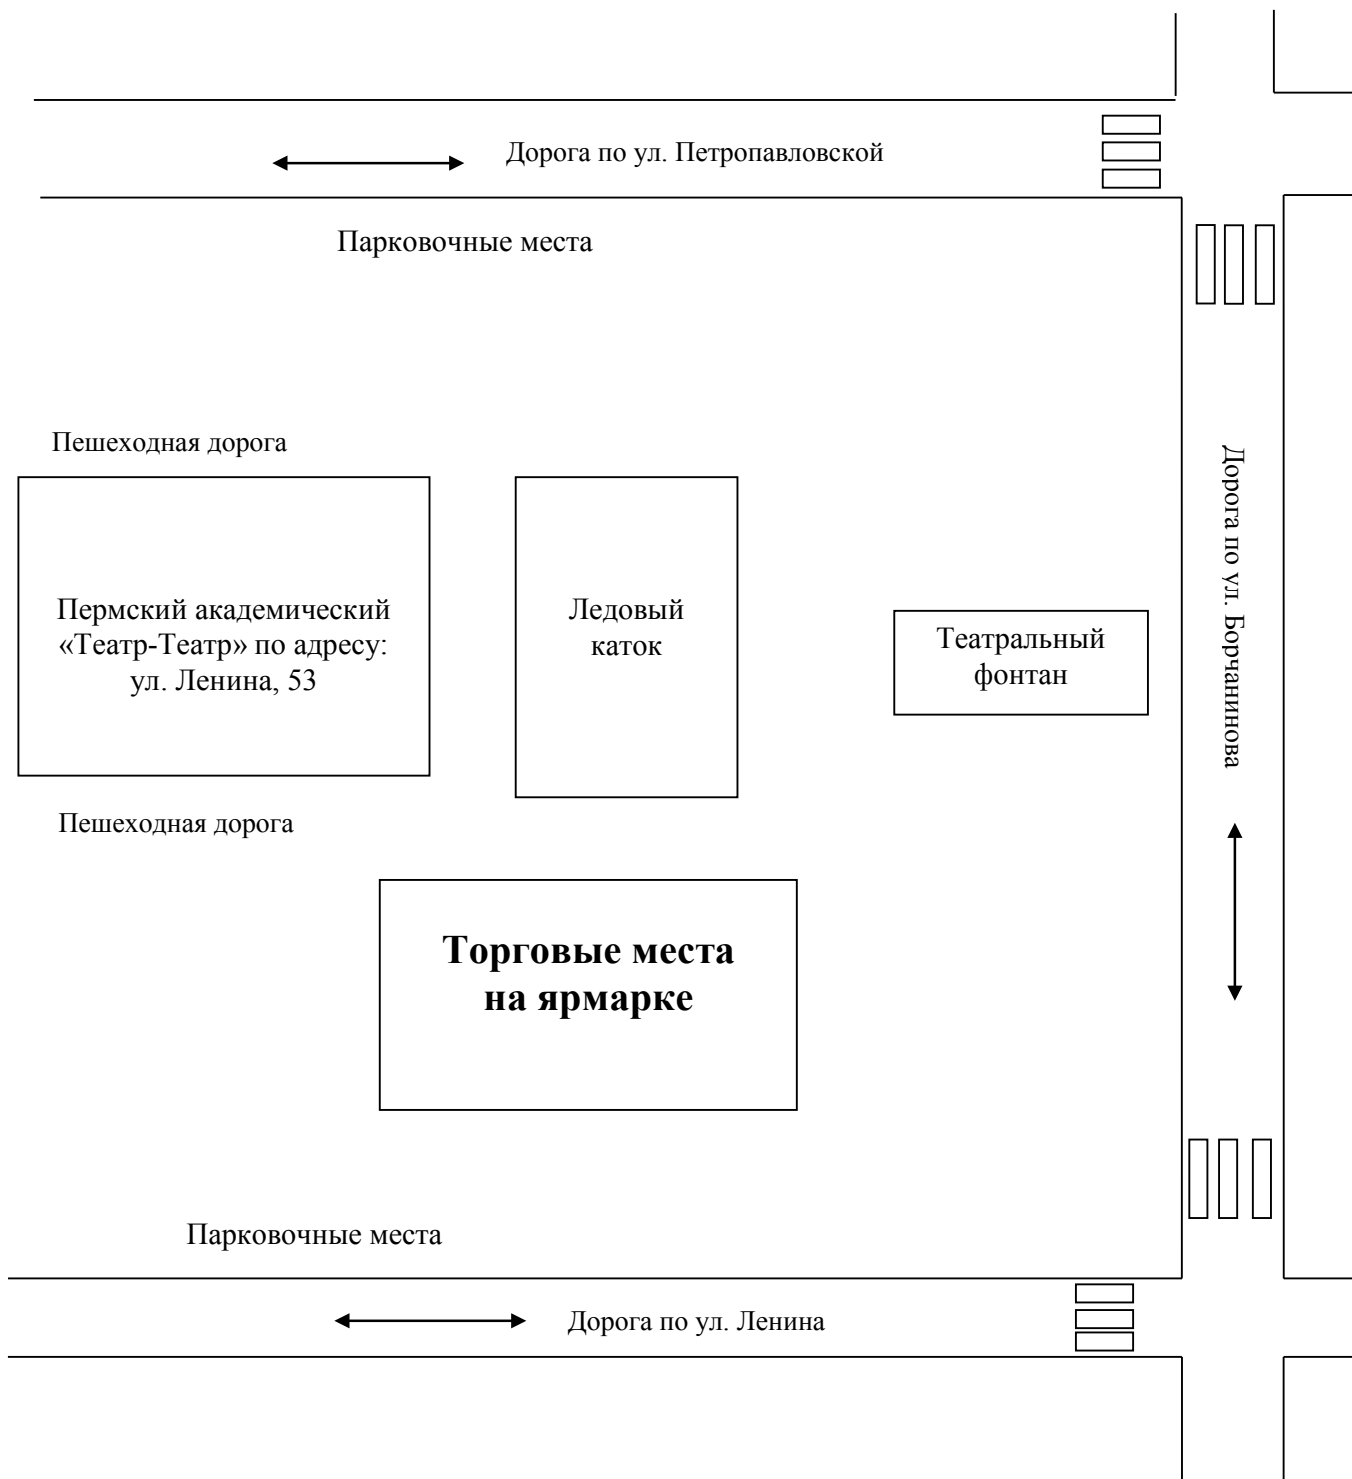 Дорога по ул. Петропавловской
Парковочные места
Пешеходная дорога
Пермский академический
«Театр-Театр» по адресу:
ул. Ленина, 53
Ледовый
каток
Театральный
фонтан
Дорога по ул. Борчанинова
Пешеходная дорога
Торговые места
на ярмарке
Парковочные места
Дорога по ул. Ленина